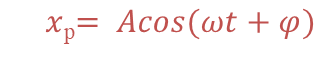 xₚ= Acos(ωt + φ)